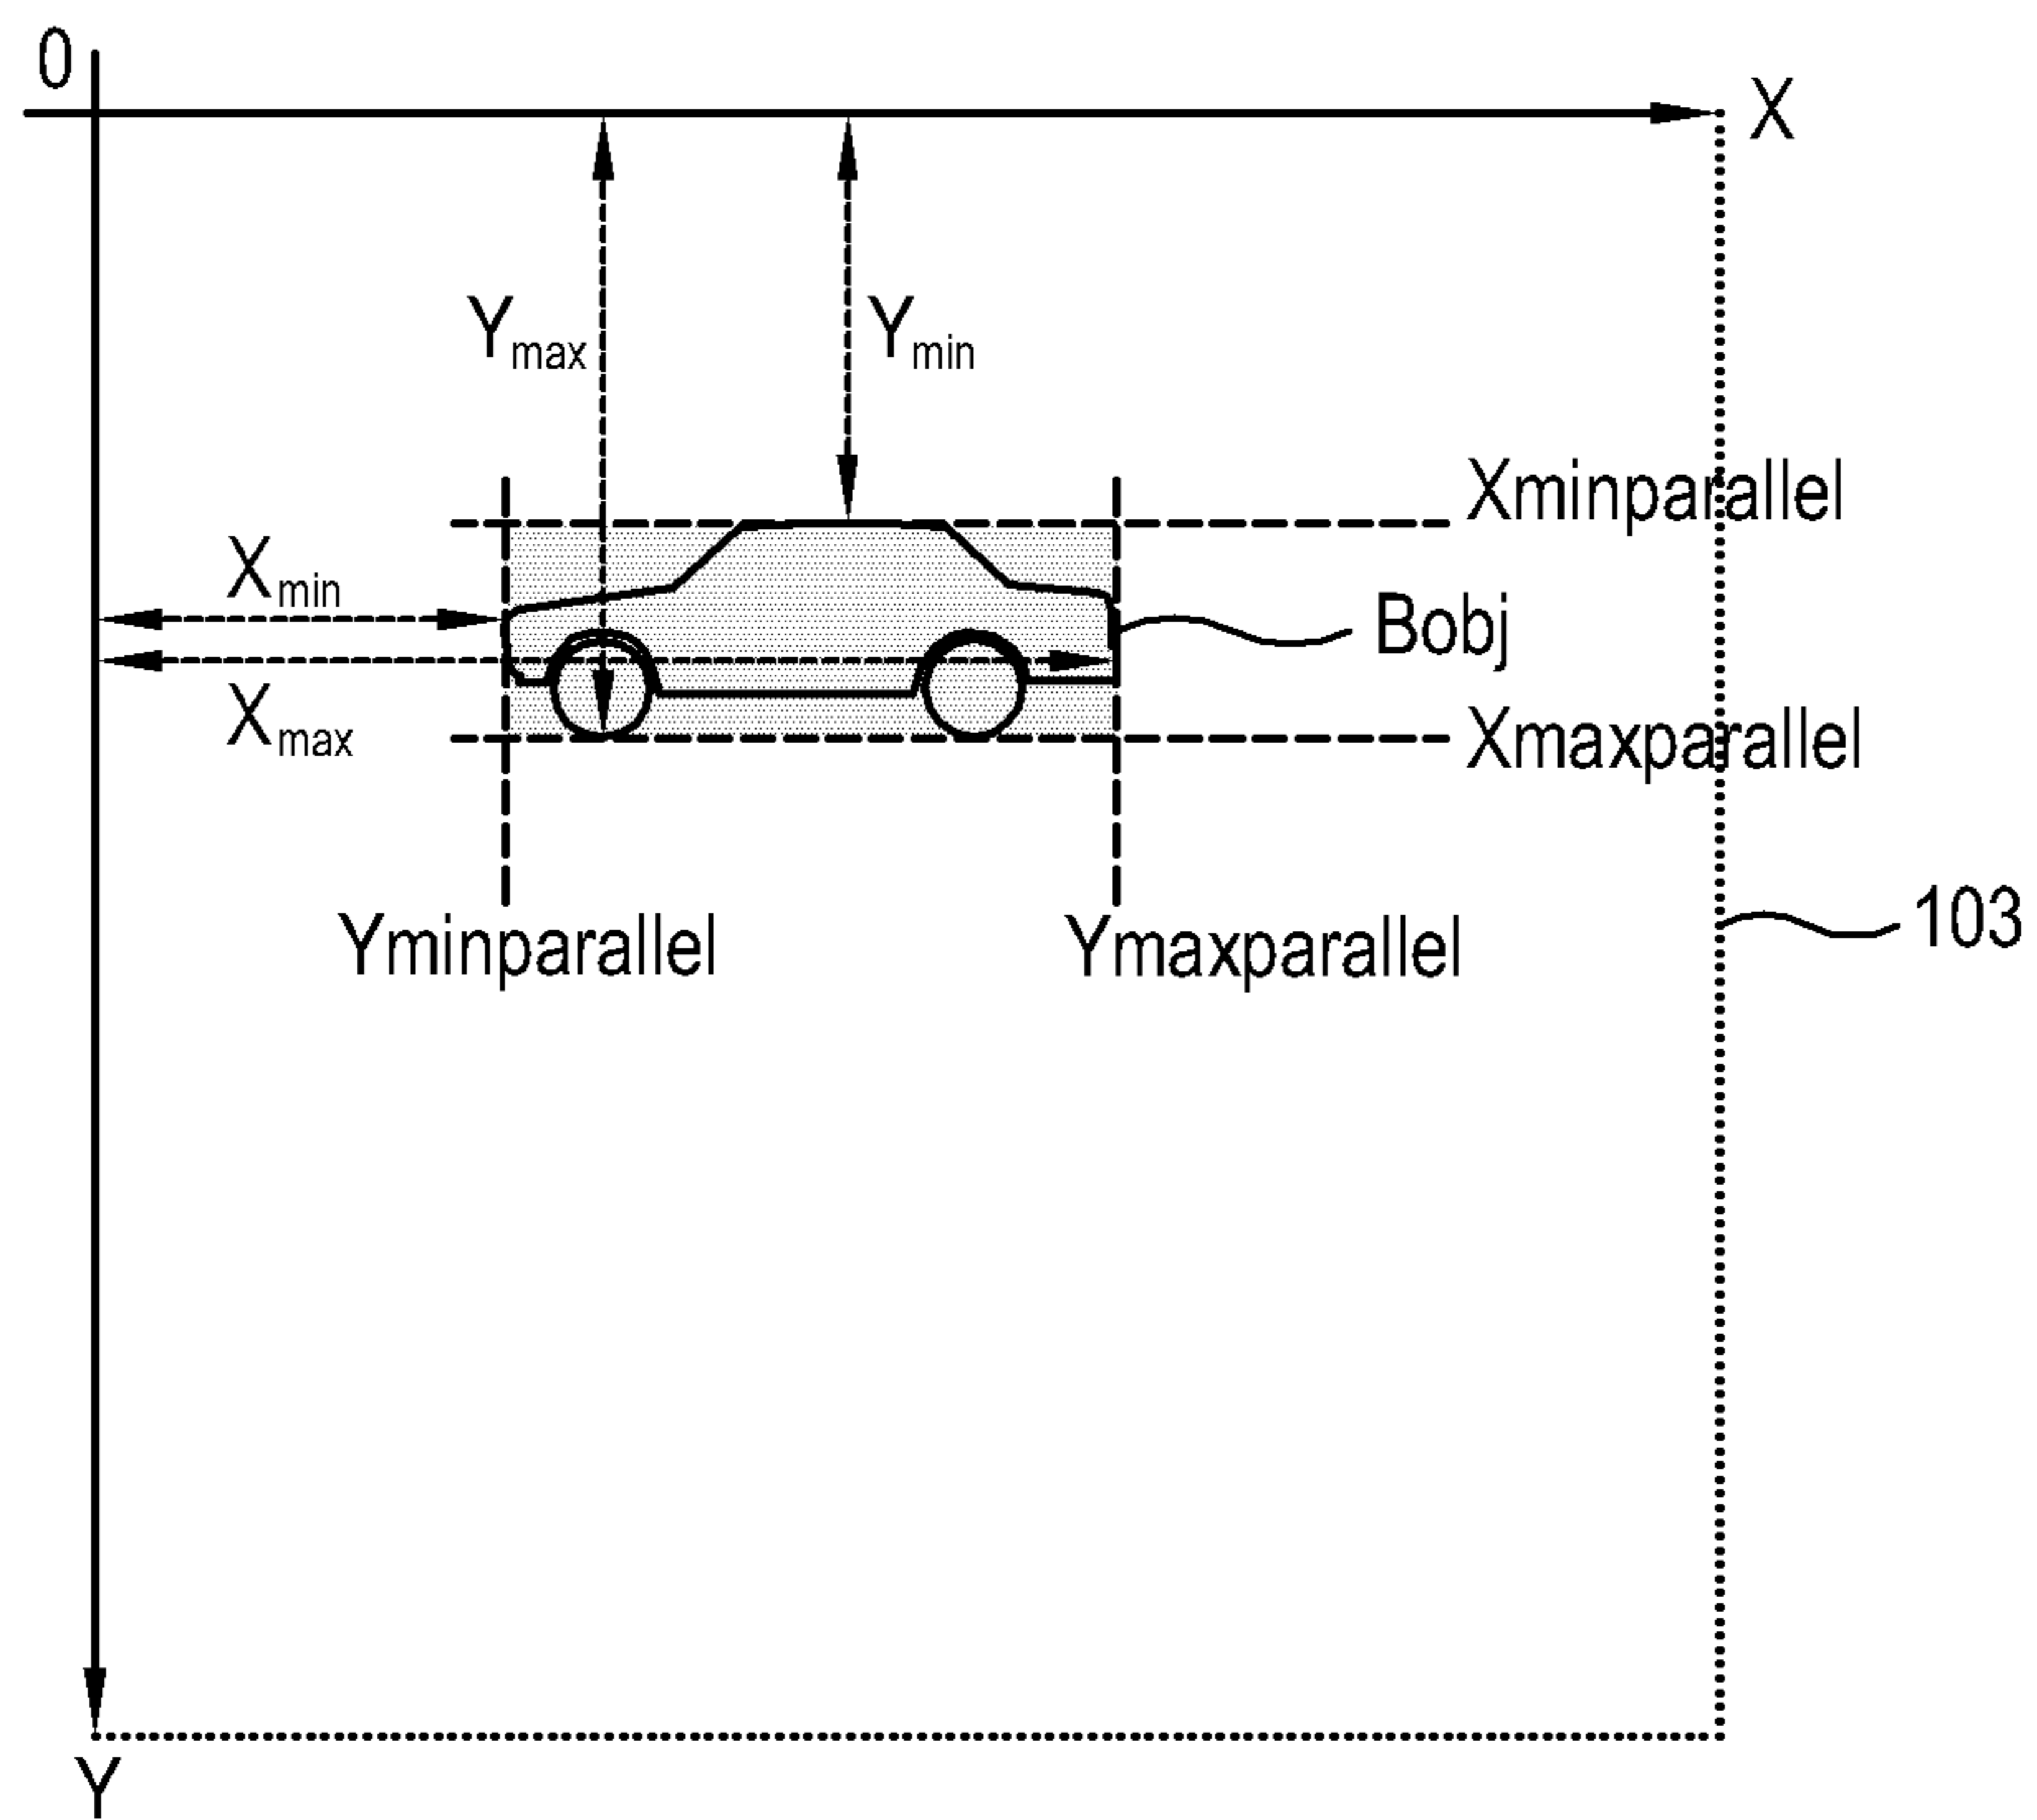 0
X
Ymax
Ymin
Xminparallel
Xmin
Bobj
Xmax
Xmaxparallel
Yminparallel
Ymaxparallel
103
Y